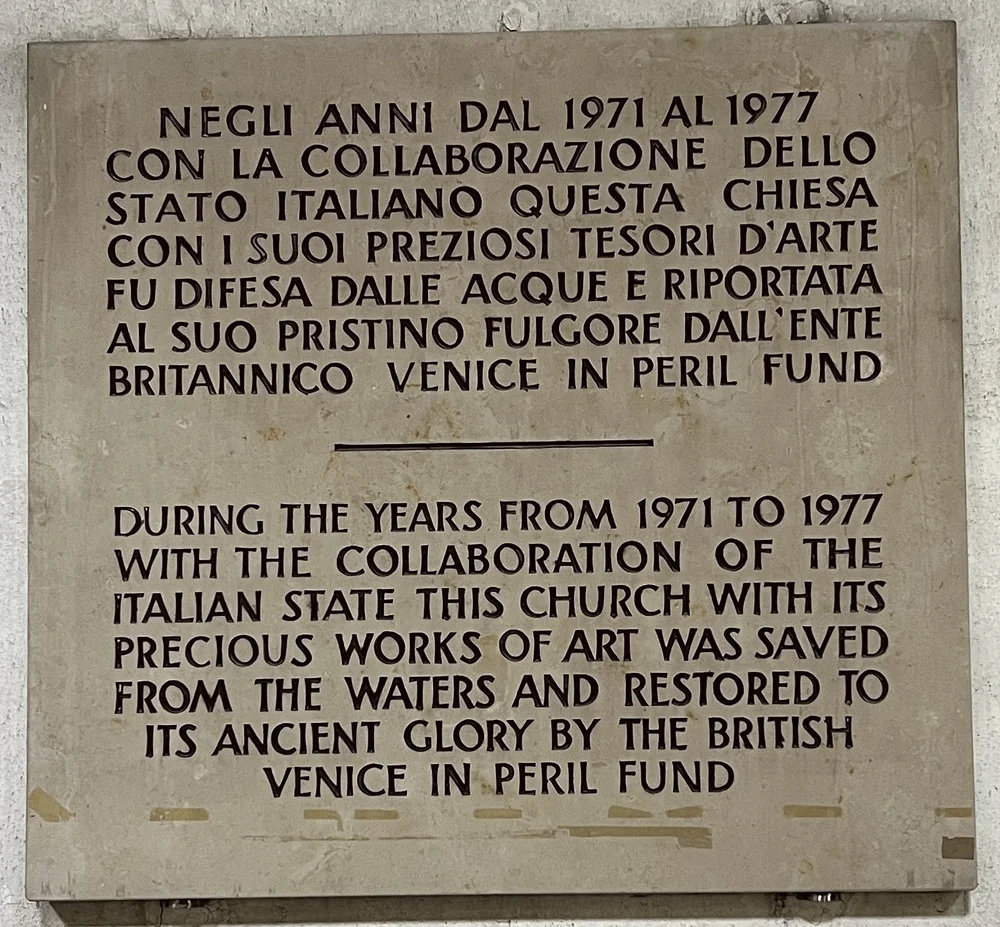 NEGLI ANNI DAL 1971 AL 1977
CON LA COLLABORAZIONE DELLO
STATO ITALIANO QUESTA CHIESA
CON I SUOI PREZIOSI TESORI D'ARTE
FU DIFESA DALLE ACQUE E RIPORTATA
AL SUO PRISTINO FULGORE DALL'ENTE
BRITANNICO VENICE IN PERIL FUND
DURING THE YEARS FROM 1971 TO 1977
WITH THE COLLABORATION OF THE
ITALIAN STATE THIS CHURCH WITH ITS
PRECIOUS WORKS OF ART WAS SAVED
FROM THE WATERS AND RESTORED TO
ITS ANCIENT GLORY BY THE BRITISH
VENICE IN PERIL FUND